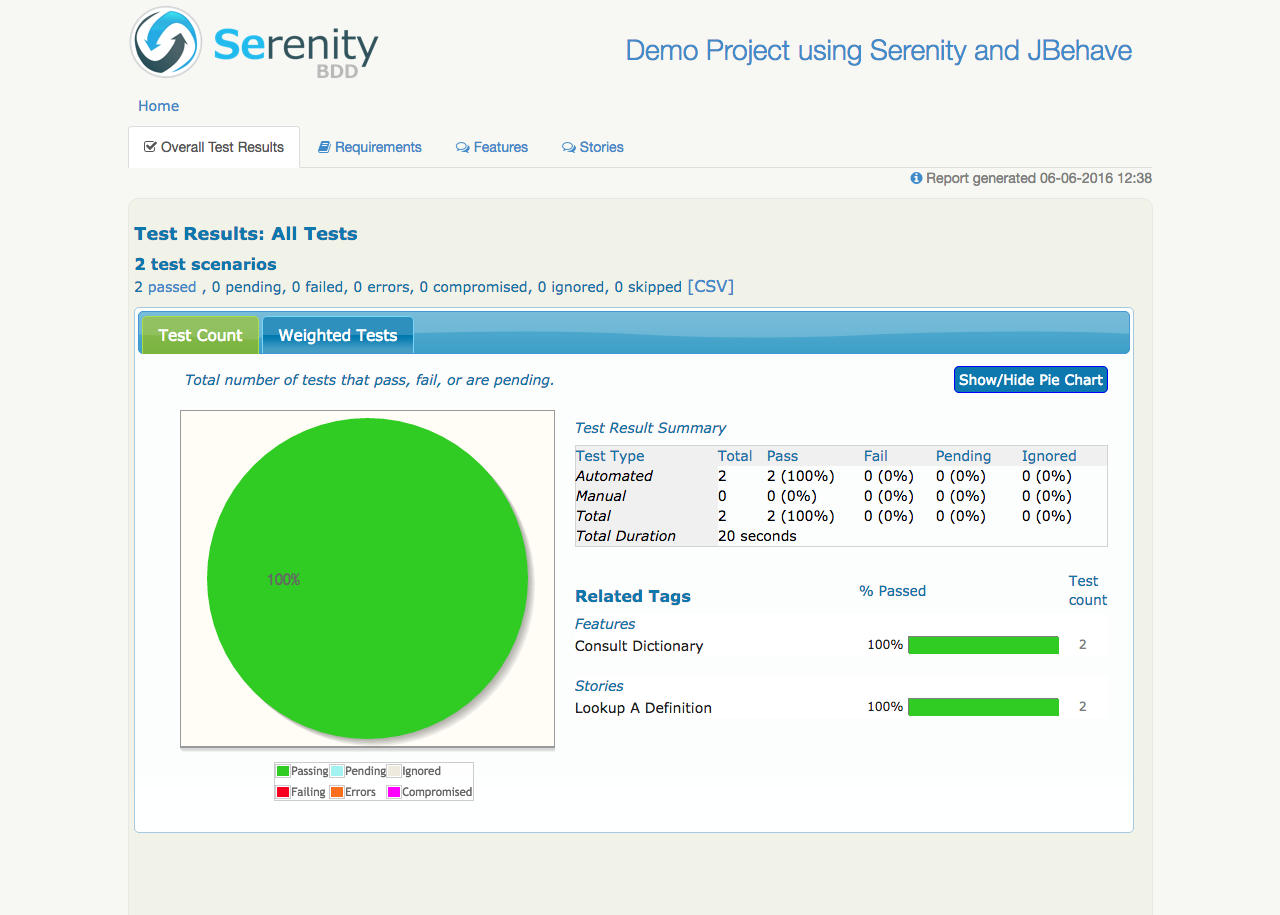 Serenity
BDD
Demo Project using Serenity and JBehave
Home
Overall Test Results Requirements Features Stories
Report generated 06-06-2016 12:38
Test Results: All Tests
2 test scenarios
2 passed , 0 pending, 0 failed, 0 errors, 0 compromised, 0 ignored, 0 skipped [CSV]
Test Count Weighted Tests
Total number of tests that pass, fail, or are pending.
Show/Hide Pie Chart
100%
Passing Pending Ignored
Failing Errors Compromised
Test Result Summary
Test Type Total Pass Fail Pending Ignored
Automated 2 2 (100%) 0 (0%) 0 (0%) 0 (0%)
Manual 0 0 (0%) 0 (0%) 0 (0%) 0 (0%)
Total 2 2 (100%) 0 (0%) 0 (0%) 0 (0%)
Total Duration 20 seconds
Related Tags % Passed Test
count
Features
Consult Dictionary 100% 2
Stories
Lookup A Definition 100% 2